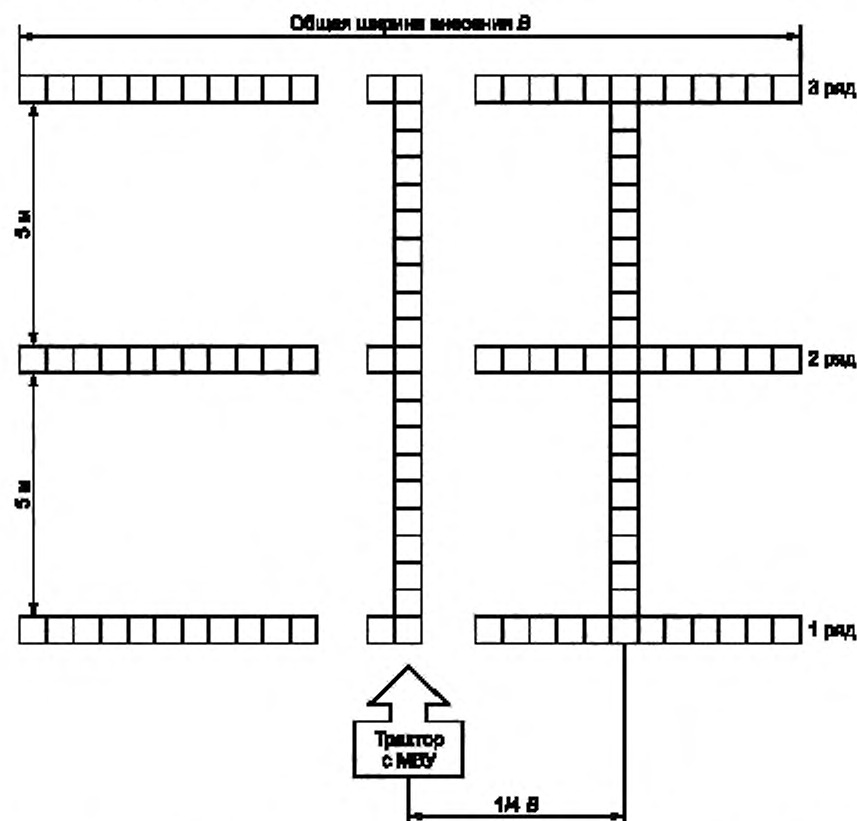 Общая ширина внесения B
3 ряд
5 м
2 ряд
5 м
1 ряд
Трактор
с МВУ
1/4 B